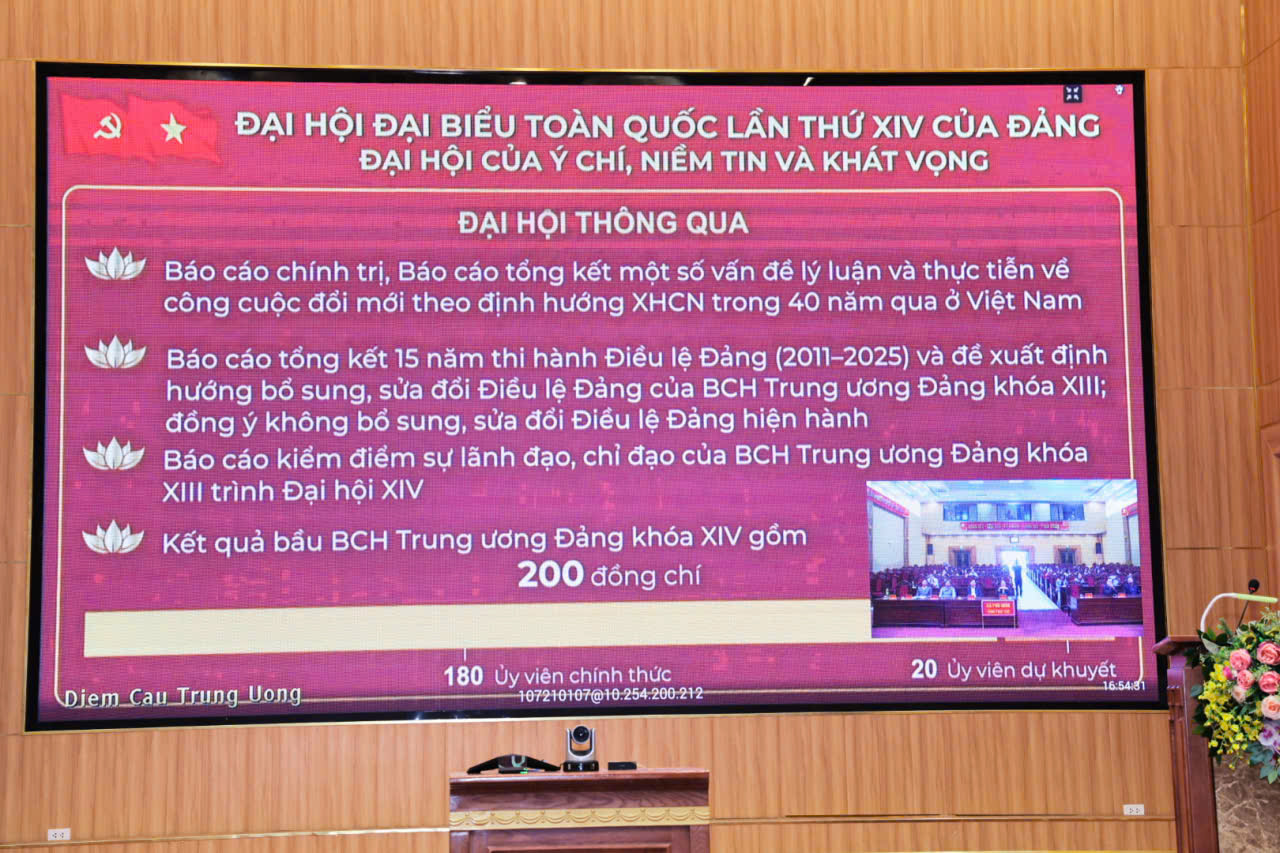 ĐẠI HỘI ĐẠI BIỂU TOÀN QUỐC LẦN THỨ XIV CỦA ĐẢNG
ĐẠI HỘI CỦA Ý CHÍ, NIỀM TIN VÀ KHÁT VỌNG
ĐẠI HỘI THÔNG QUA
Báo cáo chính trị, Báo cáo tổng kết một số vấn đề lý luận và thực tiễn về
công cuộc đổi mới theo định hướng XHCN trong 40 năm qua ở Việt Nam
Báo cáo tổng kết 15 năm thi hành Điều lệ Đảng (2011–2025) và đề xuất định
hướng bổ sung, sửa đổi Điều lệ Đảng của BCH Trung ương Đảng khóa XIII;
đồng ý không bổ sung, sửa đổi Điều lệ Đảng hiện hành
Báo cáo kiểm điểm sự lãnh đạo, chỉ đạo của BCH Trung ương Đảng khóa
XIII trình Đại hội XIV
Kết quả bầu BCH Trung ương Đảng khóa XIV gồm
200 đồng chí
180 Ủy viên chính thức
20 Ủy viên dự khuyết
Diem Cau Trung Uong
107210107@10.254.200.212
16:54:31